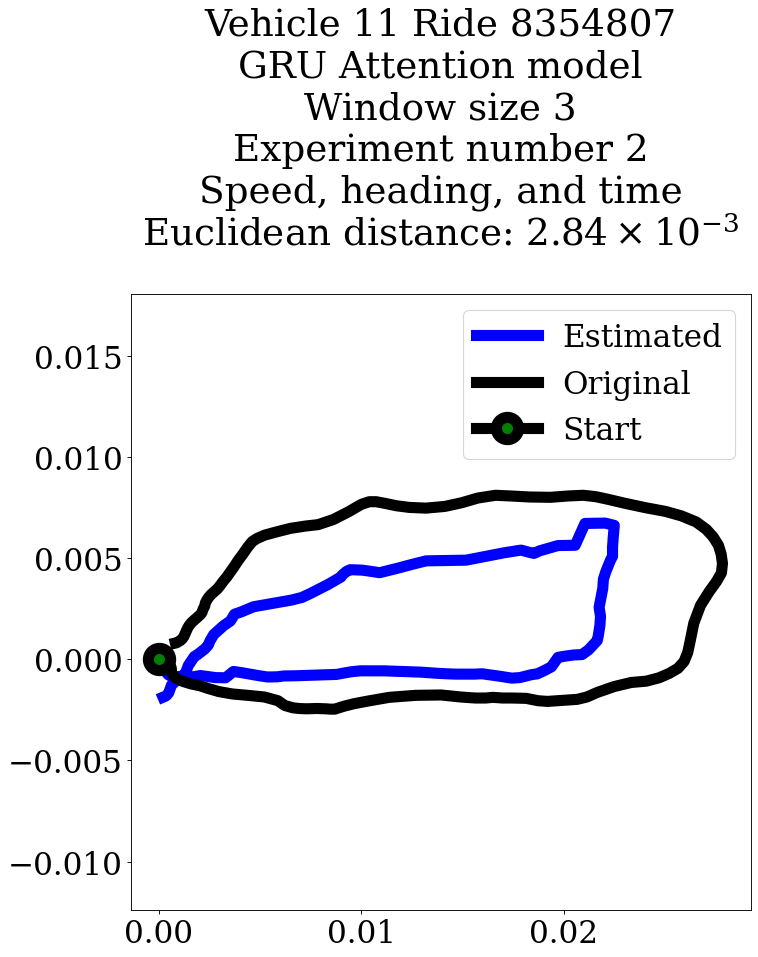 Vehicle 11 Ride 8354807
GRU Attention model
Window size 3
Experiment number 2
Speed, heading, and time
Euclidean distance: 2.84 × 10⁻³
Estimated
Original
Start
0.015
0.010
0.005
0.000
−0.005
−0.010
0.00 0.01 0.02